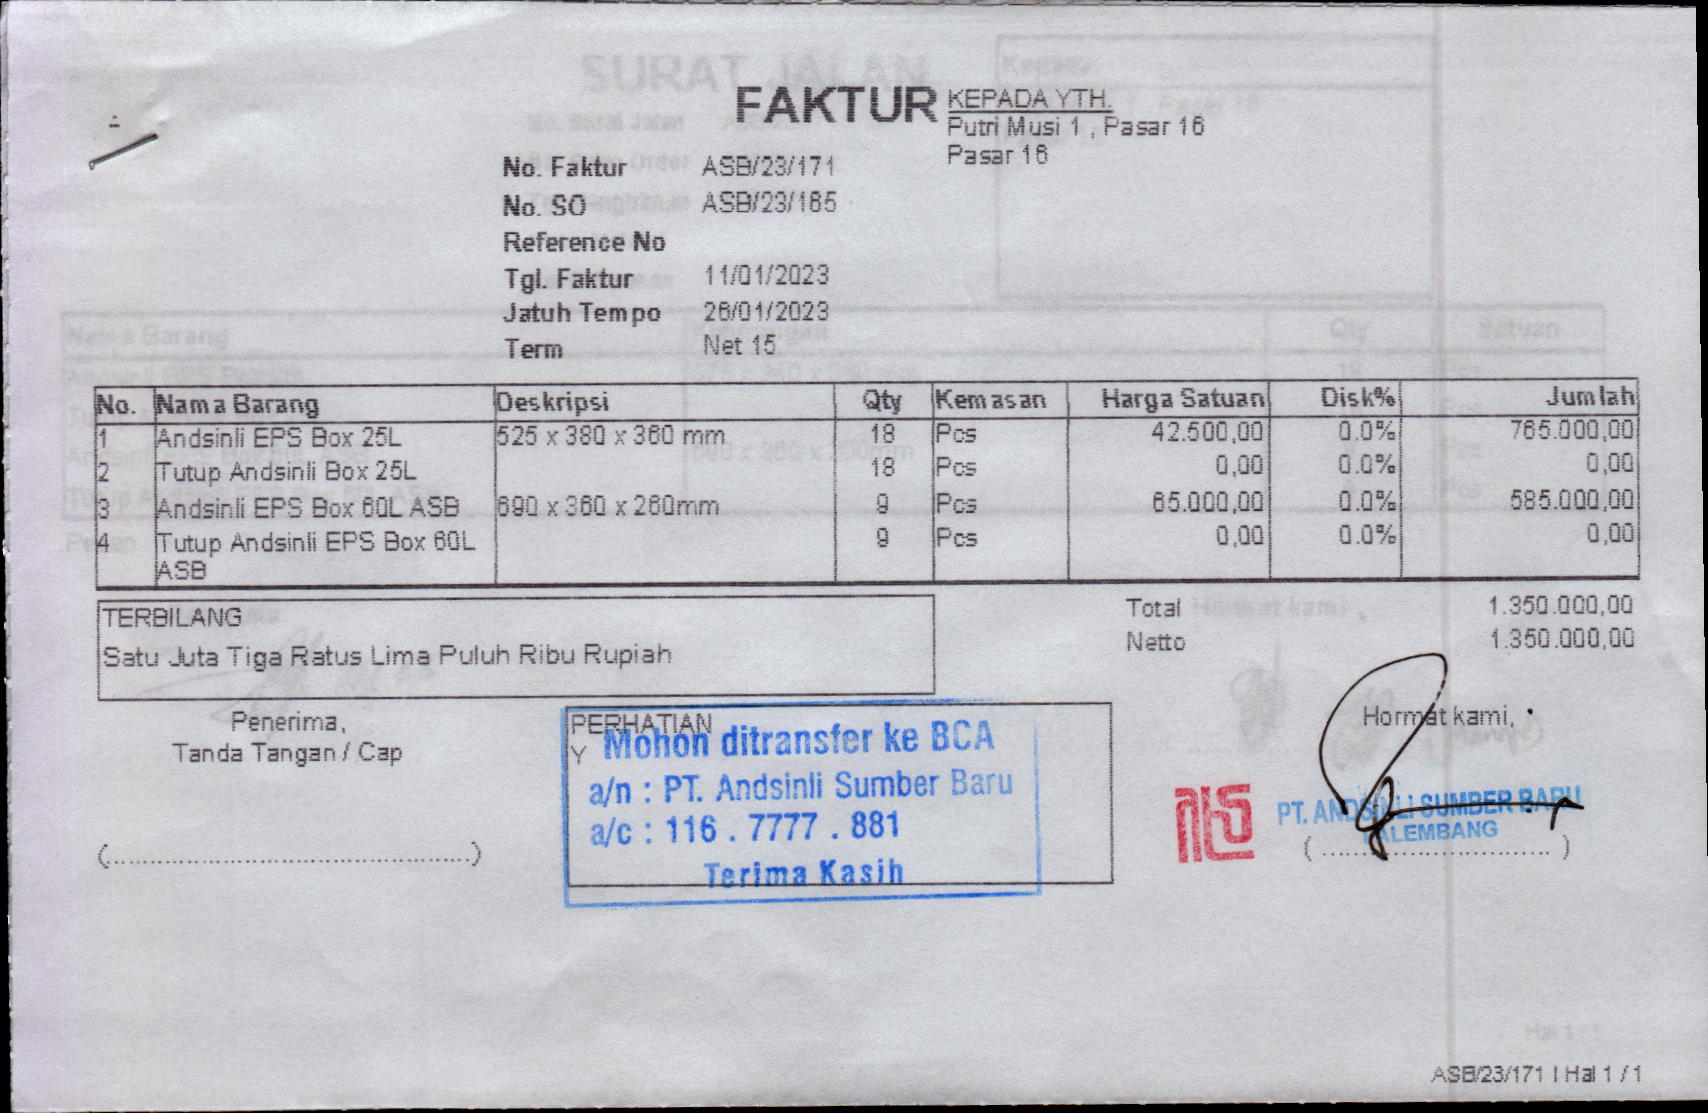 FAKTUR
KEPADA YTH.
Putri Musi 1 , Pasar 16
Pasar 16
No. Faktur ASB/23/171
No. SO ASB/23/165
Reference No
Tgl. Faktur 11/01/2023
Jatuh Tempo 26/01/2023
Term Net 15
No. Nama Barang Deskripsi Qty Kemasan Harga Satuan Disk% Jumlah
1 Andsinli EPS Box 25L 525 x 380 x 360 mm 18 Pcs 42.500,00 0.0% 765.000,00
2 Tutup Andsinli Box 25L 18 Pcs 0,00 0.0% 0,00
3 Andsinli EPS Box 60L ASB 690 x 360 x 260mm 9 Pcs 65.000,00 0.0% 585.000,00
4 Tutup Andsinli EPS Box 60L 9 Pcs 0,00 0.0% 0,00
ASB
TERBILANG
Satu Juta Tiga Ratus Lima Puluh Ribu Rupiah
Total 1.350.000,00
Netto 1.350.000,00
Penerima,
Tanda Tangan / Cap
(................................................)
PERHATIAN
Y
Mohon ditransfer ke BCA
a/n : PT. Andsinli Sumber Baru
a/c : 116 . 7777 . 881
Terima Kasih
Hormat kami,
PT. ANDSINLI SUMBER BARU
PALEMBANG
( .............................. )
ASB/23/171 | Hal 1 / 1